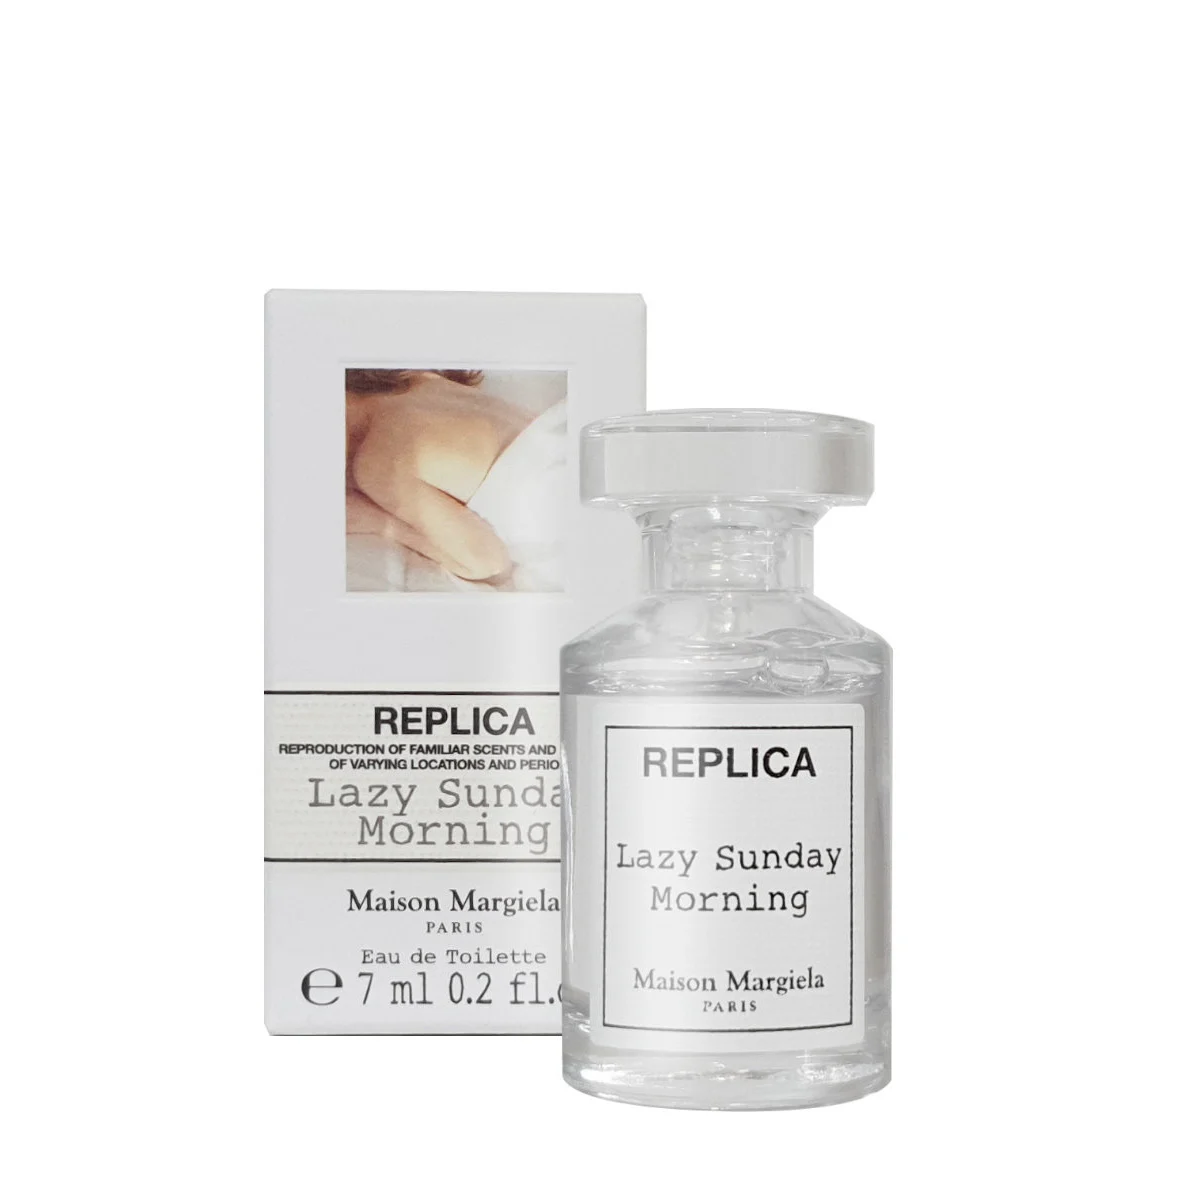 REPLICA
REPRODUCTION OF FAMILIAR SCENTS AND
OF VARYING LOCATIONS AND PERIO
Lazy Sunda
Morning
Maison Margiela
PARIS
Eau de Toilette
℮ 7 ml 0.2 fl.
REPLICA
Lazy Sunday
Morning
Maison Margiela
PARIS